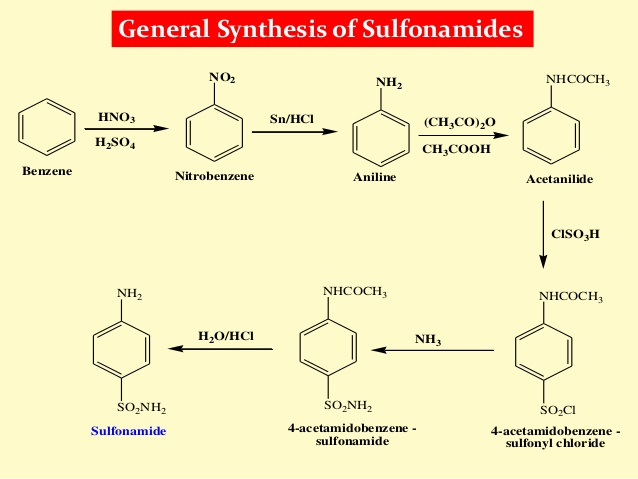 General Synthesis of Sulfonamides
NO₂
NH₂
NHCOCH₃
HNO₃
H₂SO₄
Sn/HCl
(CH₃CO)₂O
CH₃COOH
Benzene
Nitrobenzene
Aniline
Acetanilide
ClSO₃H
NH₂
NHCOCH₃
NHCOCH₃
H₂O/HCl
NH₃
SO₂NH₂
SO₂NH₂
SO₂Cl
Sulfonamide
4-acetamidobenzene -
sulfonamide
4-acetamidobenzene -
sulfonyl chloride